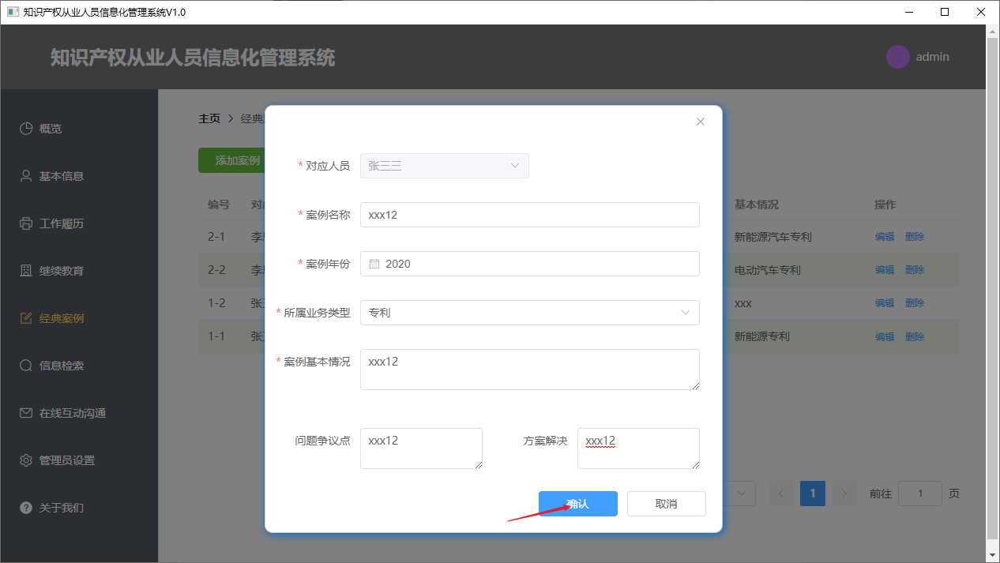 知识产权从业人员信息化管理系统V1.0
知识产权从业人员信息化管理系统
admin
概览
基本信息
工作履历
继续教育
经典案例
信息检索
在线互动沟通
管理员设置
关于我们
主页 > 经典
添加案例
编号 对 基本情况 操作
2-1 李 新能源汽车专利 编辑 删除
2-2 李 电动汽车专利 编辑 删除
1-2 张三 xxx 编辑 删除
1-1 张三 新能源专利 编辑 删除
1 前往 1 页
* 对应人员 张三三
* 案例名称 xxx12
* 案例年份 2020
* 所属业务类型 专利
* 案例基本情况 xxx12
问题争议点 xxx12 方案解决 xxx12
确认 取消